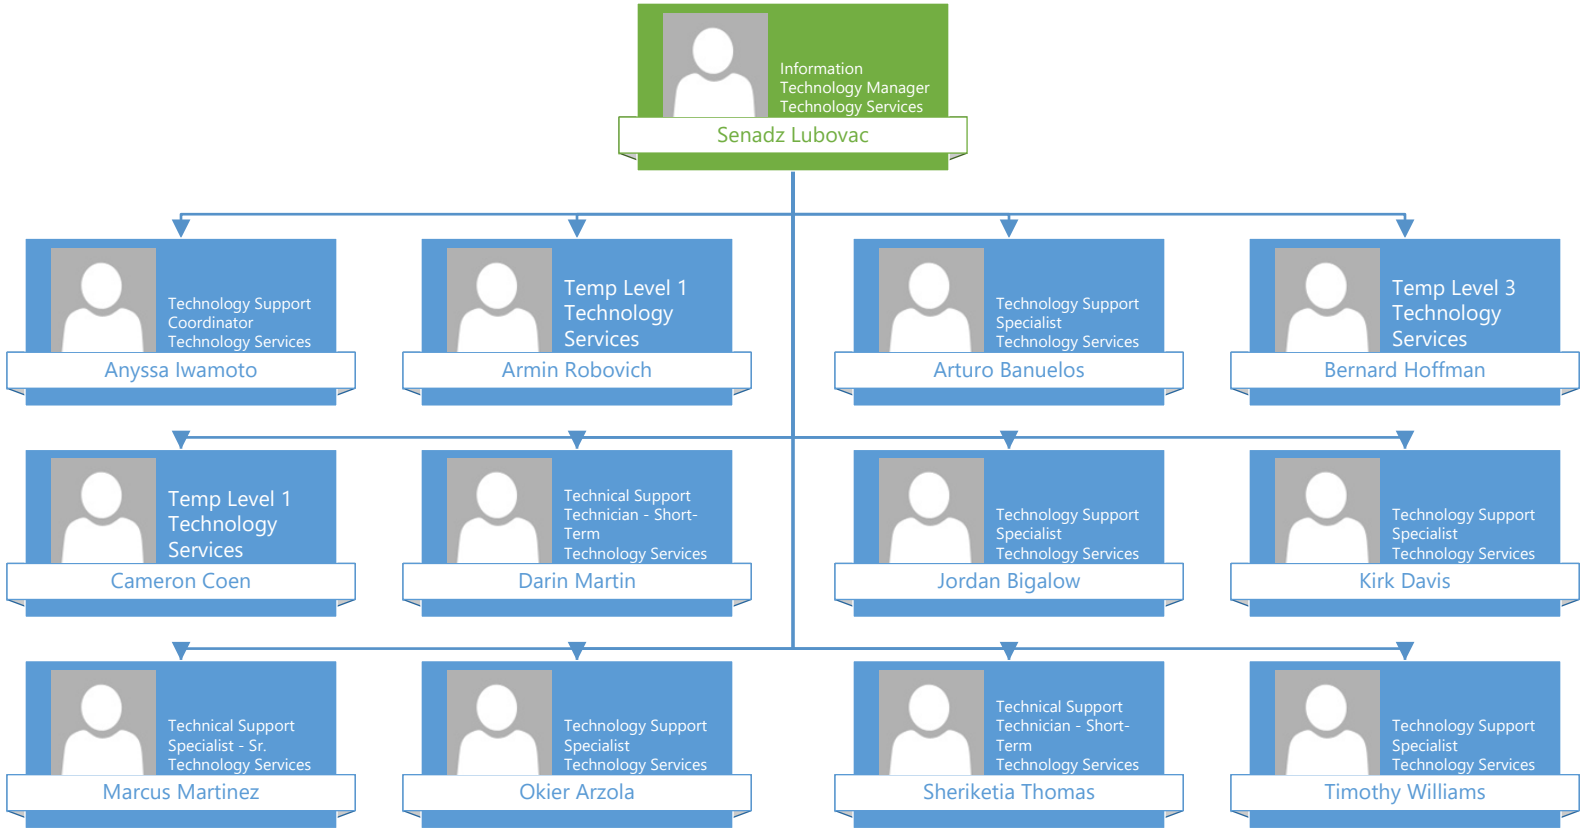 Information
Technology Manager
Technology Services
Senadz Lubovac
Technology Support
Coordinator
Technology Services
Anyssa Iwamoto
Temp Level 1
Technology
Services
Armin Robovich
Technology Support
Specialist
Technology Services
Arturo Banuelos
Temp Level 3
Technology
Services
Bernard Hoffman
Temp Level 1
Technology
Services
Cameron Coen
Technical Support
Technician - Short-
Term
Technology Services
Darin Martin
Technology Support
Specialist
Technology Services
Jordan Bigalow
Technology Support
Specialist
Technology Services
Kirk Davis
Technical Support
Specialist - Sr.
Technology Services
Marcus Martinez
Technology Support
Specialist
Technology Services
Okier Arzola
Technical Support
Technician - Short-
Term
Technology Services
Sheriketia Thomas
Technology Support
Specialist
Technology Services
Timothy Williams